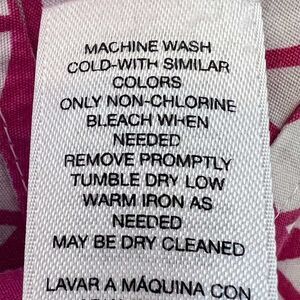 MACHINE WASH
COLD-WITH SIMILAR
COLORS
ONLY NON-CHLORINE
BLEACH WHEN
NEEDED
REMOVE PROMPTLY
TUMBLE DRY LOW
WARM IRON AS
NEEDED
MAY BE DRY CLEANED
LAVAR A MÁQUINA CON